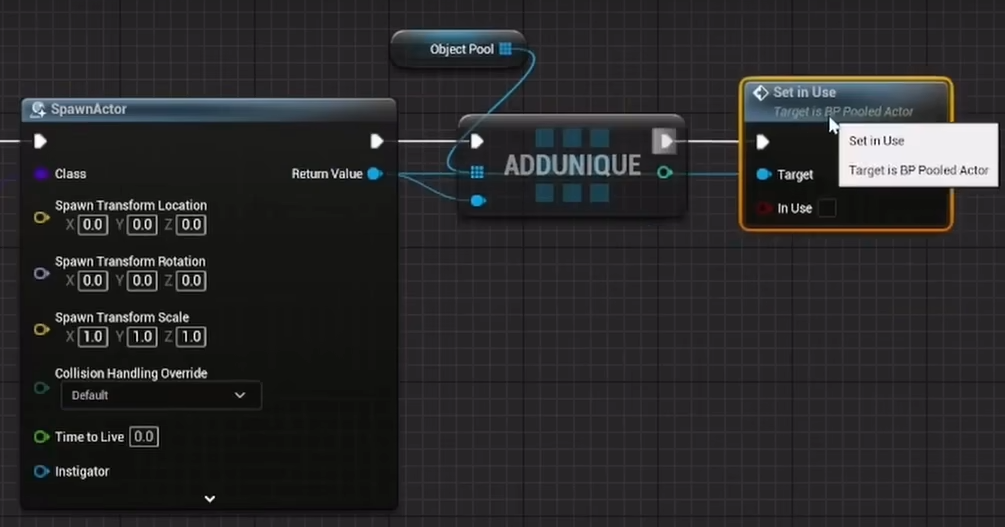 Object Pool
SpawnActor
Class
Return Value
Spawn Transform Location
X 0.0 Y 0.0 Z 0.0
Spawn Transform Rotation
X 0.0 Y 0.0 Z 0.0
Spawn Transform Scale
X 1.0 Y 1.0 Z 1.0
Collision Handling Override
Default
Time to Live 0.0
Instigator
ADDUNIQUE
Set in Use
Target is BP Pooled Actor
Target
In Use
Set in Use
Target is BP Pooled Actor